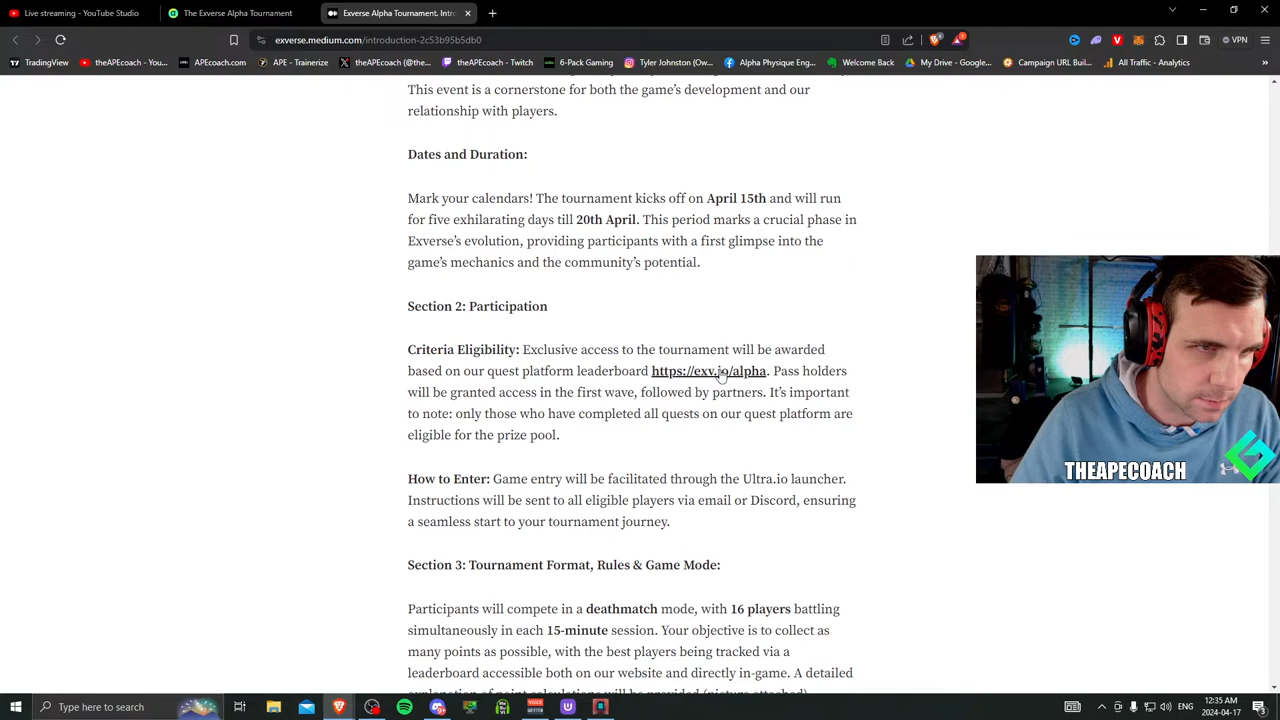 Live streaming - YouTube Studio
The Exverse Alpha Tournament
Exverse Alpha Tournament. Intr
exverse.medium.com/introduction-2c53b95b5db0
VPN
TradingView
theAPEcoach - YouT...
APEcoach.com
APE - Trainerize
theAPEcoach (@the...
theAPEcoach - Twitch
6-Pack Gaming
Tyler Johnston (Ow...
Alpha Physique Eng...
Welcome Back
My Drive - Google...
Campaign URL Buil...
All Traffic - Analytics
This event is a cornerstone for both the game's development and our
relationship with players.
Dates and Duration:
Mark your calendars! The tournament kicks off on April 15th and will run
for five exhilarating days till 20th April. This period marks a crucial phase in
Exverse's evolution, providing participants with a first glimpse into the
game's mechanics and the community's potential.
Section 2: Participation
Criteria Eligibility: Exclusive access to the tournament will be awarded
based on our quest platform leaderboard https://exv.io/alpha. Pass holders
will be granted access in the first wave, followed by partners. It's important
to note: only those who have completed all quests on our quest platform are
eligible for the prize pool.
How to Enter: Game entry will be facilitated through the Ultra.io launcher.
Instructions will be sent to all eligible players via email or Discord, ensuring
a seamless start to your tournament journey.
Section 3: Tournament Format, Rules & Game Mode:
Participants will compete in a deathmatch mode, with 16 players battling
simultaneously in each 15-minute session. Your objective is to collect as
many points as possible, with the best players being tracked via a
leaderboard accessible both on our website and directly in-game. A detailed
explanation of point calculations will be provided (picture attached)
THEAPECOACH
Type here to search
12:35 AM
2024-04-17